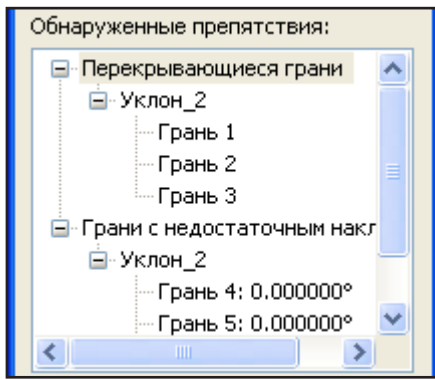 Обнаруженные препятствия:
Перекрывающиеся грани
Уклон_2
Грань 1
Грань 2
Грань 3
Грани с недостаточным накл
Уклон_2
Грань 4: 0.000000°
Грань 5: 0.000000°